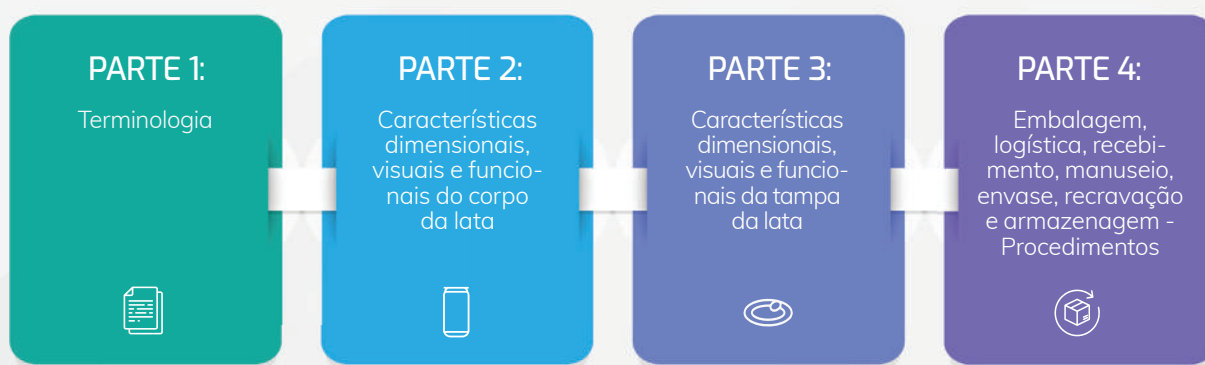 PARTE 1:
Terminologia
PARTE 2:
Características
dimensionais,
visuais e funcio-
nais do corpo
da lata
PARTE 3:
Características
dimensionais,
visuais e funcio-
nais da tampa
da lata
PARTE 4:
Embalagem,
logística, recebi-
mento, manuseio,
envase, recravação
e armazenagem -
Procedimentos